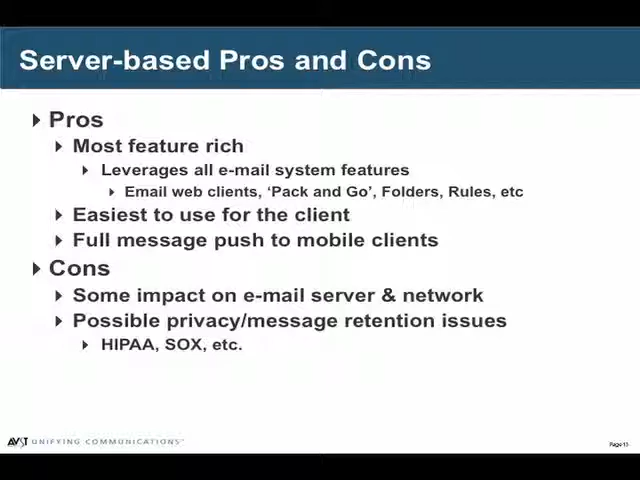 Server-based Pros and Cons
Pros
Most feature rich
Leverages all e-mail system features
Email web clients, ‘Pack and Go’, Folders, Rules, etc
Easiest to use for the client
Full message push to mobile clients
Cons
Some impact on e-mail server & network
Possible privacy/message retention issues
HIPAA, SOX, etc.
AVST UNIFYING COMMUNICATIONS™